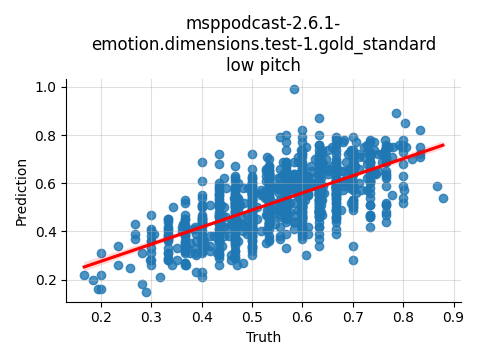 msppodcast-2.6.1-
emotion.dimensions.test-1.gold_standard
low pitch
1.0
0.8
0.6
0.4
0.2
Prediction
0.2 0.3 0.4 0.5 0.6 0.7 0.8 0.9
Truth